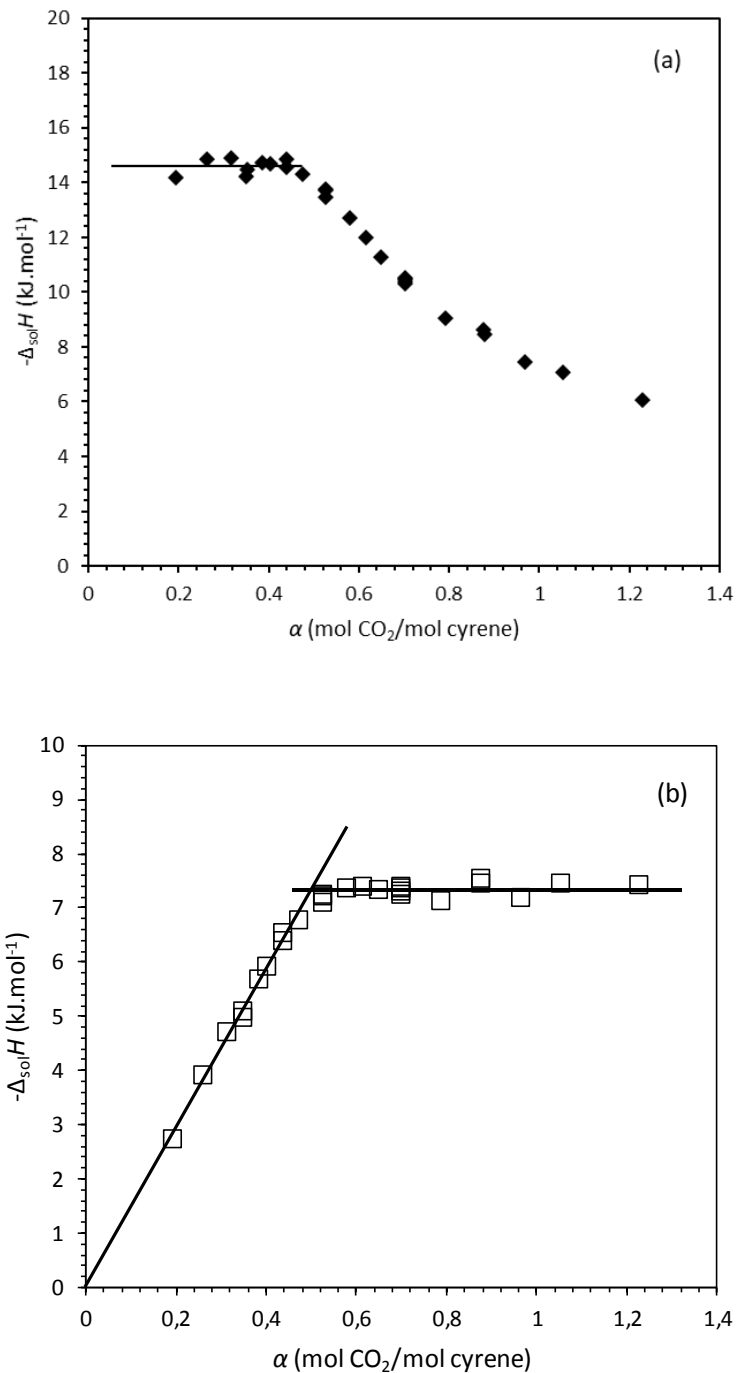 (a)
20
18
16
14
12
10
8
6
4
2
0
-ΔsolH (kJ.mol-1)
0 0.2 0.4 0.6 0.8 1 1.2 1.4
α (mol CO2/mol cyrene)
(b)
10
9
8
7
6
5
4
3
2
1
0
-ΔsolH (kJ.mol-1)
0 0,2 0,4 0,6 0,8 1 1,2 1,4
α (mol CO2/mol cyrene)